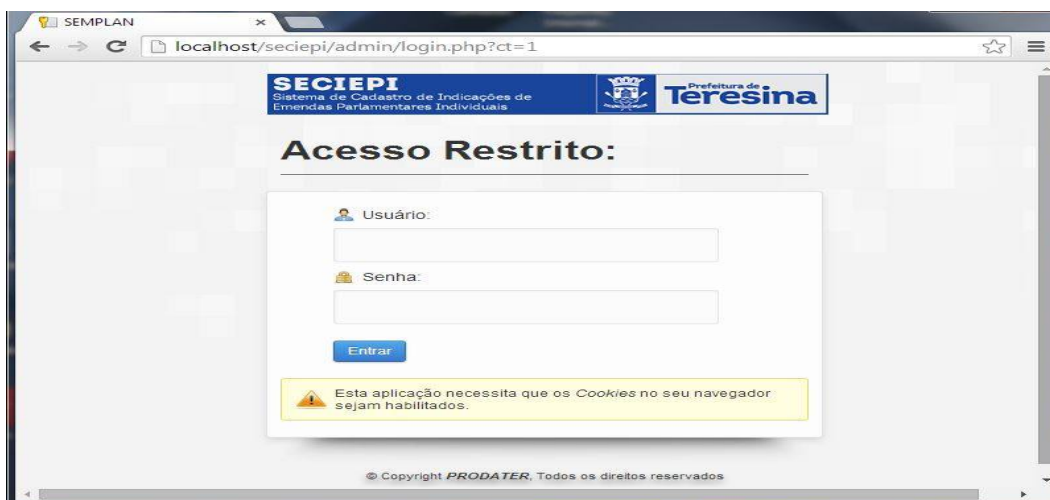 SEMPLAN
localhost/seciepi/admin/login.php?ct=1
SECIEPI
Sistema de Cadastro de Indicações de
Emendas Parlamentares Individuais
Prefeitura de
Teresina
Acesso Restrito:
Usuário:
Senha:
Entrar
Esta aplicação necessita que os Cookies no seu navegador
sejam habilitados.
© Copyright PRODATER, Todos os direitos reservados